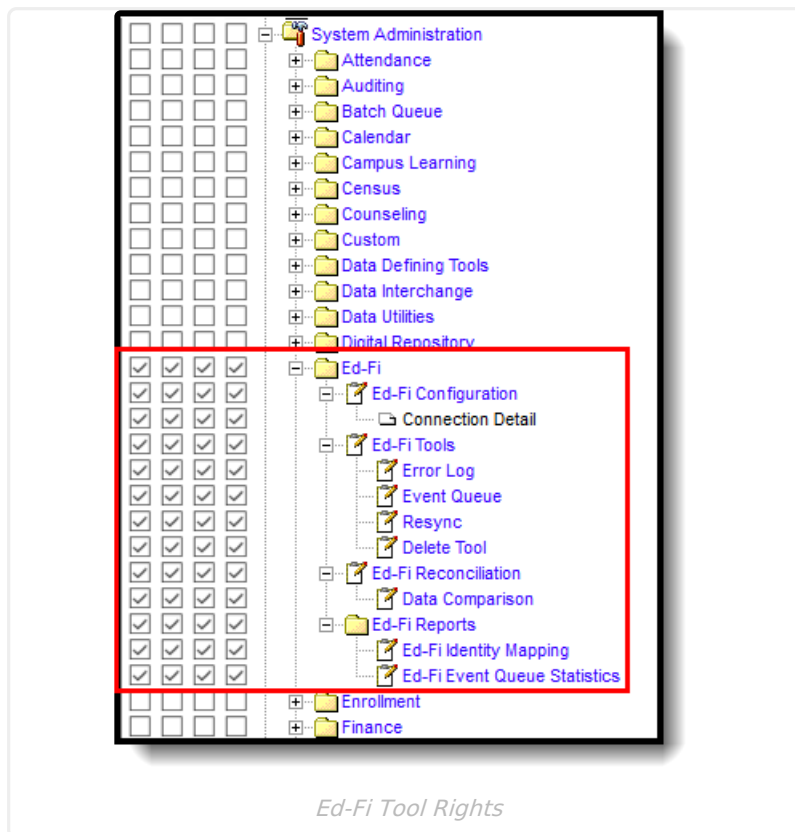 System Administration
Attendance
Auditing
Batch Queue
Calendar
Campus Learning
Census
Counseling
Custom
Data Defining Tools
Data Interchange
Data Utilities
Digital Repository
Ed-Fi
Ed-Fi Configuration
Connection Detail
Ed-Fi Tools
Error Log
Event Queue
Resync
Delete Tool
Ed-Fi Reconciliation
Data Comparison
Ed-Fi Reports
Ed-Fi Identity Mapping
Ed-Fi Event Queue Statistics
Enrollment
Finance
Ed-Fi Tool Rights